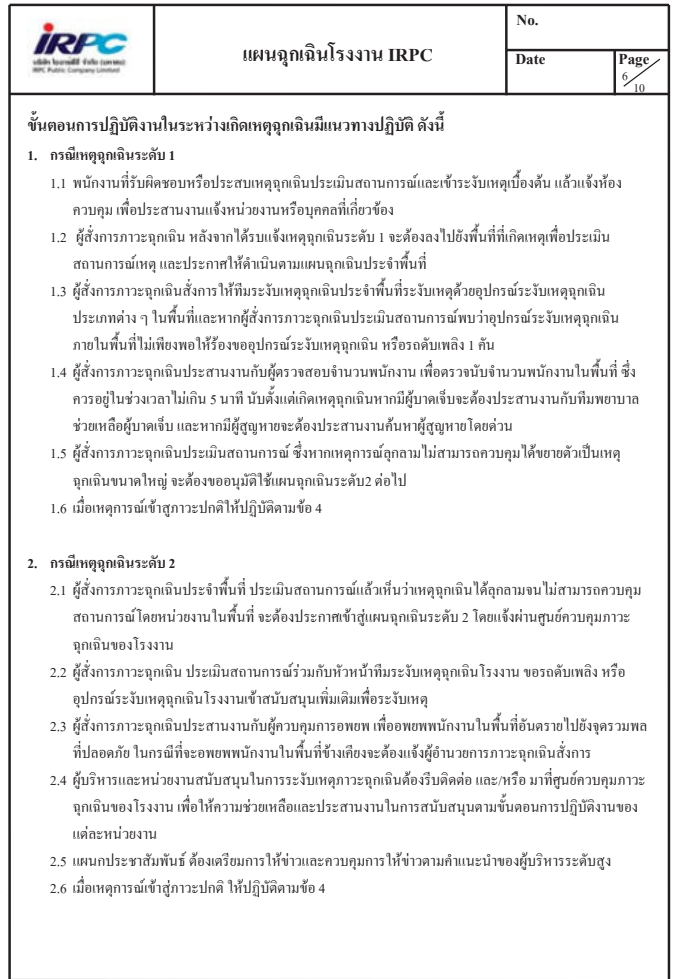 IRPC
บริษัท ไออาร์พีซี จำกัด (มหาชน)
IRPC Public Company Limited
แผนฉุกเฉินโรงงาน IRPC
No.
Date
Page
6/10
ขั้นตอนการปฏิบัติงานในระหว่างเกิดเหตุฉุกเฉินมีแนวทางปฏิบัติ ดังนี้
1. กรณีเหตุฉุกเฉินระดับ 1
1.1 พนักงานที่รับผิดชอบหรือประสบเหตุฉุกเฉินประเมินสถานการณ์และเข้าระงับเหตุเบื้องต้น แล้วแจ้งห้อง
ควบคุม เพื่อประสานงานแจ้งหน่วยงานหรือบุคคลที่เกี่ยวข้อง
1.2 ผู้สั่งการภาวะฉุกเฉิน หลังจากได้รบแจ้งเหตุฉุกเฉินระดับ 1 จะต้องลงไปยังพื้นที่ที่เกิดเหตุเพื่อประเมิน
สถานการณ์เหตุ และประกาศให้ดำเนินตามแผนฉุกเฉินประจำพื้นที่
1.3 ผู้สั่งการภาวะฉุกเฉินสั่งการให้ทีมระงับเหตุฉุกเฉินประจำพื้นที่ระงับเหตุด้วยอุปกรณ์ระงับเหตุฉุกเฉิน
ประเภทต่าง ๆ ในพื้นที่และหากผู้สั่งการภาวะฉุกเฉินประเมินสถานการณ์พบว่าอุปกรณ์ระงับเหตุฉุกเฉิน
ภายในพื้นที่ไม่เพียงพอให้ร้องขออุปกรณ์ระงับเหตุฉุกเฉิน หรือรถดับเพลิง 1 คัน
1.4 ผู้สั่งการภาวะฉุกเฉินประสานงานกับผู้ตรวจสอบจำนวนพนักงาน เพื่อตรวจนับจำนวนพนักงานในพื้นที่ ซึ่ง
ควรอยู่ในช่วงเวลาไม่เกิน 5 นาที นับตั้งแต่เกิดเหตุฉุกเฉินหากมีผู้บาดเจ็บจะต้องประสานงานกับทีมพยาบาล
ช่วยเหลือผู้บาดเจ็บ และหากมีผู้สูญหายจะต้องประสานงานค้นหาผู้สูญหายโดยด่วน
1.5 ผู้สั่งการภาวะฉุกเฉินประเมินสถานการณ์ ซึ่งหากเหตุการณ์ลุกลามไม่สามารถควบคุมได้ขยายตัวเป็นเหตุ
ฉุกเฉินขนาดใหญ่ จะต้องขออนุมัติใช้แผนฉุกเฉินระดับ2 ต่อไป
1.6 เมื่อเหตุการณ์เข้าสู่ภาวะปกติให้ปฏิบัติตามข้อ 4
2. กรณีเหตุฉุกเฉินระดับ 2
2.1 ผู้สั่งการภาวะฉุกเฉินประจำพื้นที่ ประเมินสถานการณ์แล้วเห็นว่าเหตุฉุกเฉินได้ลุกลามจนไม่สามารถควบคุม
สถานการณ์โดยหน่วยงานในพื้นที่ จะต้องประกาศเข้าสู่แผนฉุกเฉินระดับ 2 โดยแจ้งผ่านศูนย์ควบคุมภาวะ
ฉุกเฉินของโรงงาน
2.2 ผู้สั่งการภาวะฉุกเฉิน ประเมินสถานการณ์ร่วมกับหัวหน้าทีมระงับเหตุฉุกเฉินโรงงาน ขอรถดับเพลิง หรือ
อุปกรณ์ระงับเหตุฉุกเฉินโรงงานเข้าสนับสนุนเพิ่มเติมเพื่อระงับเหตุ
2.3 ผู้สั่งการภาวะฉุกเฉินประสานงานกับผู้ควบคุมการอพยพ เพื่ออพยพพนักงานในพื้นที่อันตรายไปยังจุดรวมพล
ที่ปลอดภัย ในกรณีที่จะอพยพพนักงานในพื้นที่ข้างเคียงจะต้องแจ้งผู้อำนวยการภาวะฉุกเฉินสั่งการ
2.4 ผู้บริหารและหน่วยงานสนับสนุนในการระงับเหตุภาวะฉุกเฉินต้องรีบติดต่อ และ/หรือ มาที่ศูนย์ควบคุมภาวะ
ฉุกเฉินของโรงงาน เพื่อให้ความช่วยเหลือและประสานงานในการสนับสนุนตามขั้นตอนการปฏิบัติงานของ
แต่ละหน่วยงาน
2.5 แผนกประชาสัมพันธ์ ต้องเตรียมการให้ข่าวและควบคุมการให้ข่าวตามคำแนะนำของผู้บริหารระดับสูง
2.6 เมื่อเหตุการณ์เข้าสู่ภาวะปกติ ให้ปฏิบัติตามข้อ 4